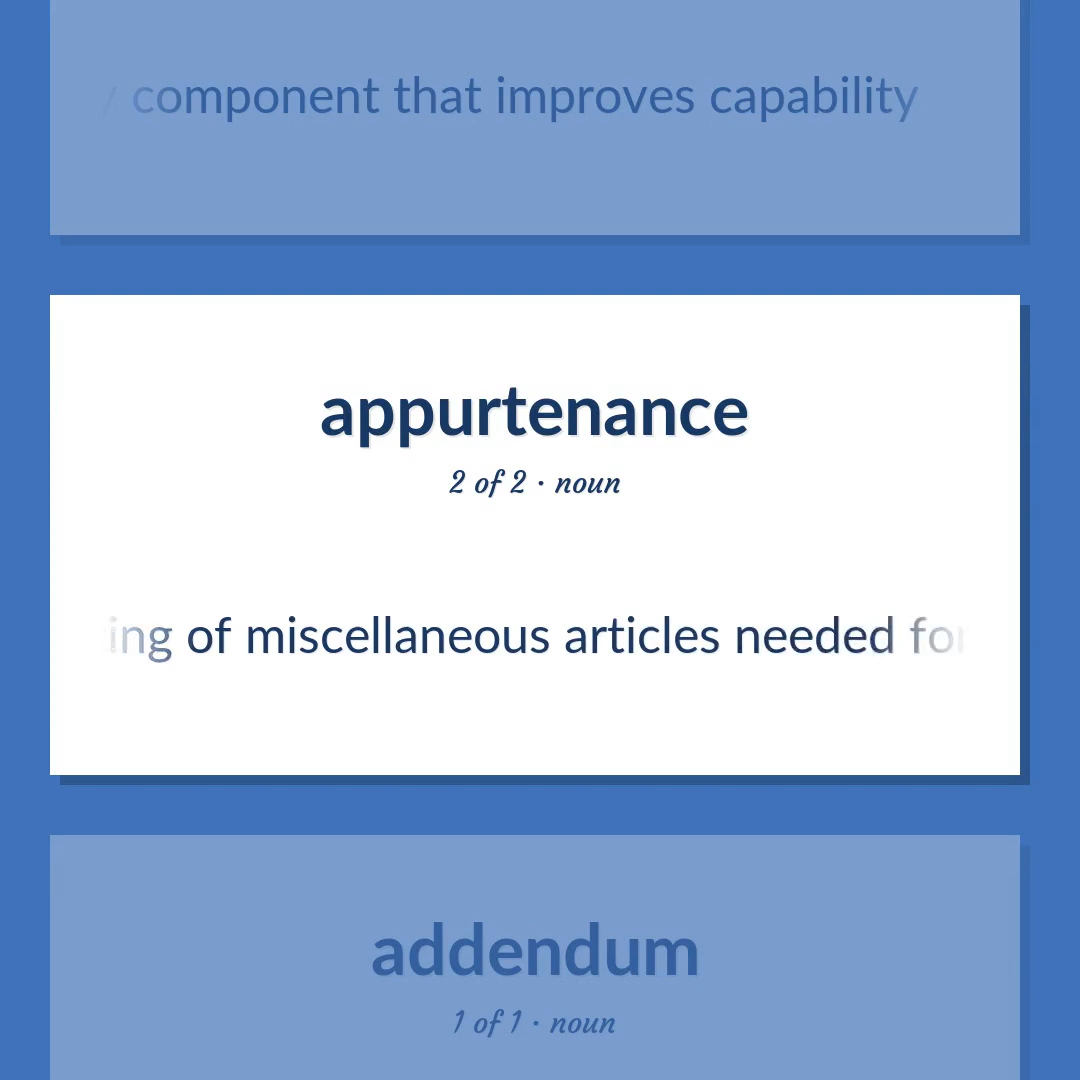 component that improves capability
appurtenance
2 of 2 · noun
ing of miscellaneous articles needed for
addendum
1 of 1 · noun